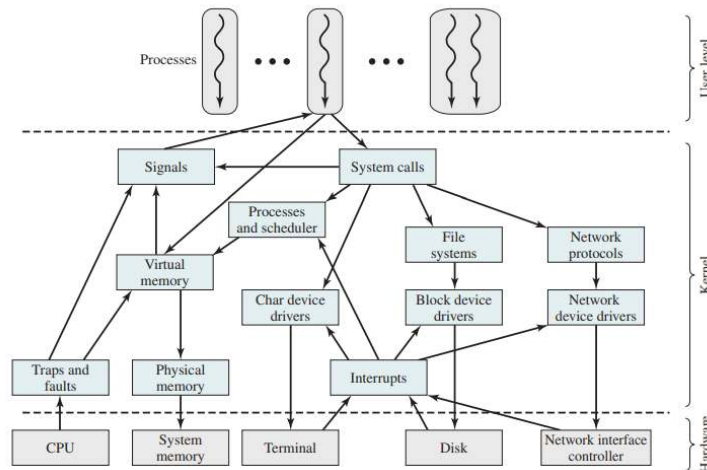 Processes
User level
Signals
System calls
Processes
and scheduler
File
systems
Network
protocols
Virtual
memory
Char device
drivers
Block device
drivers
Network
device drivers
Kernel
Traps and
faults
Physical
memory
Interrupts
CPU
System
memory
Terminal
Disk
Network interface
controller